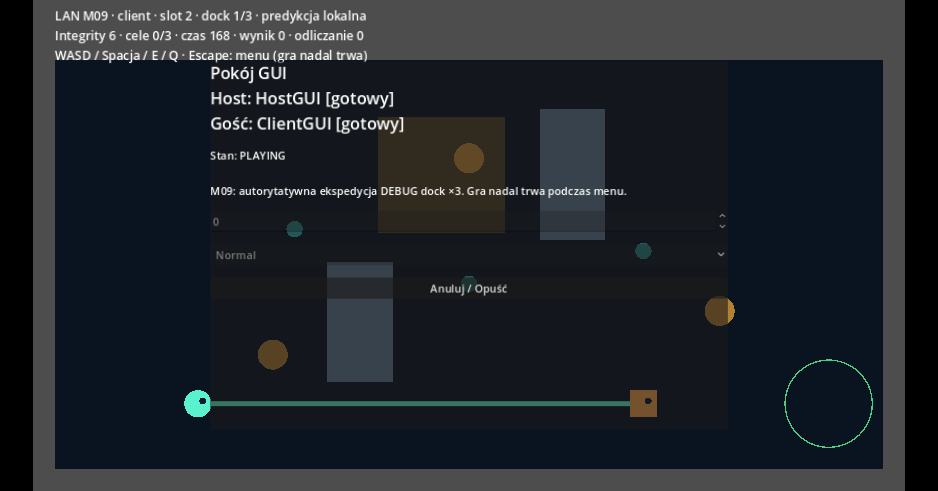 LAN M09 · client · slot 2 · dock 1/3 · predykcja lokalna
Integrity 6 · cele 0/3 · czas 168 · wynik 0 · odliczanie 0
WASD / Spacja / E / Q · Escape: menu (gra nadal trwa)
Pokój GUI
Host: HostGUI [gotowy]
Gość: ClientGUI [gotowy]
Stan: PLAYING
M09: autorytatywna ekspedycja DEBUG dock ×3. Gra nadal trwa podczas menu.
0
Normal
Anuluj / Opuść